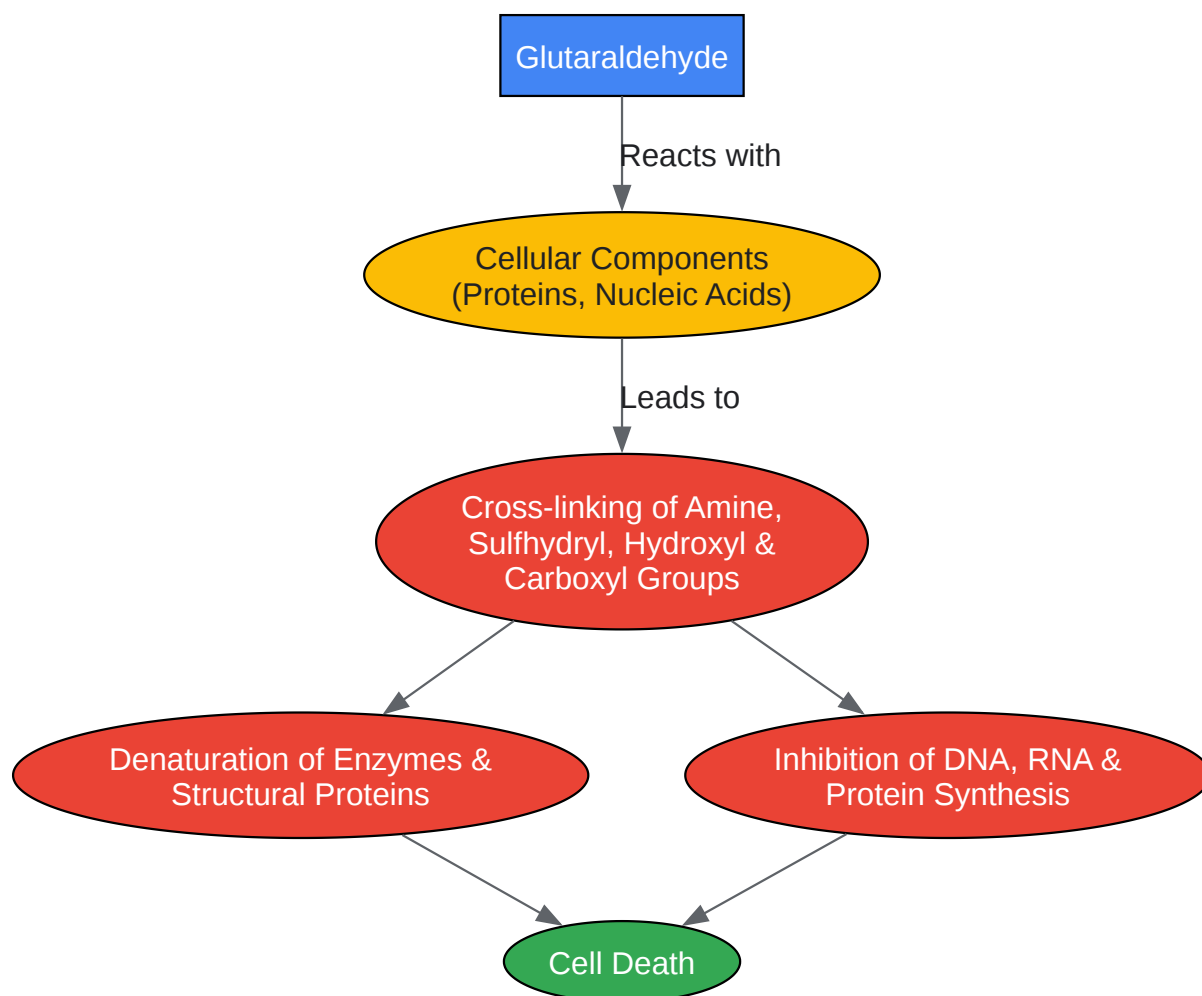 Glutaraldehyde
Reacts with
Cellular Components
(Proteins, Nucleic Acids)
Leads to
Cross-linking of Amine,
Sulfhydryl, Hydroxyl &
Carboxyl Groups
Denaturation of Enzymes &
Structural Proteins
Inhibition of DNA, RNA &
Protein Synthesis
Cell Death